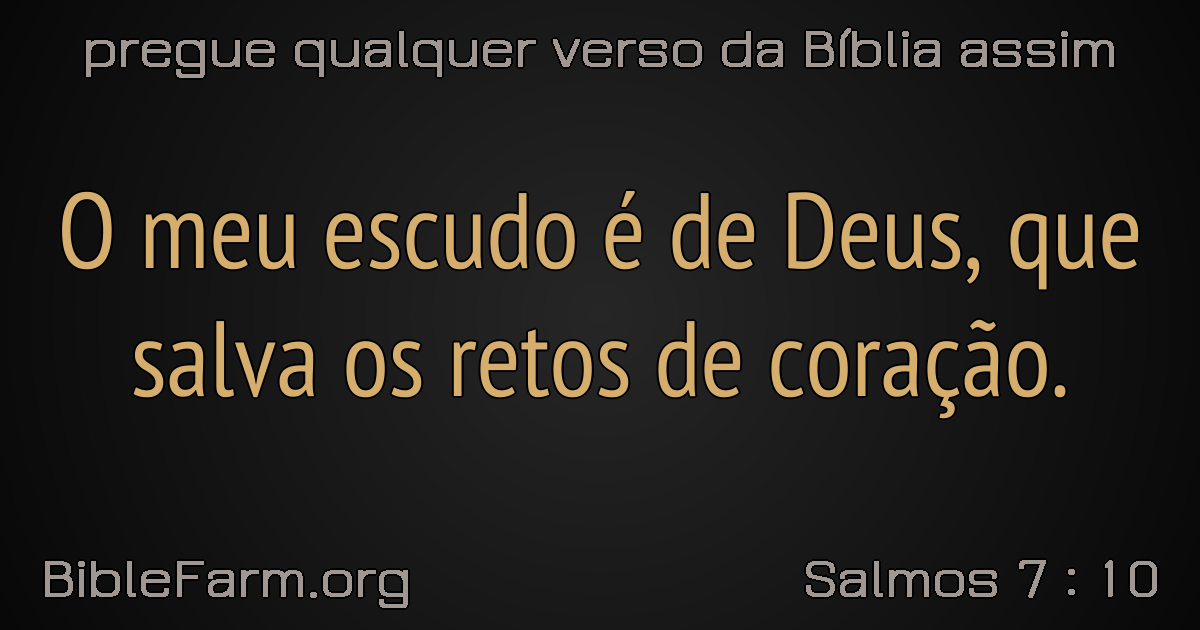 pregue qualquer verso da Bíblia assim
O meu escudo é de Deus, que
salva os retos de coração.
BibleFarm.org
Salmos 7 : 10